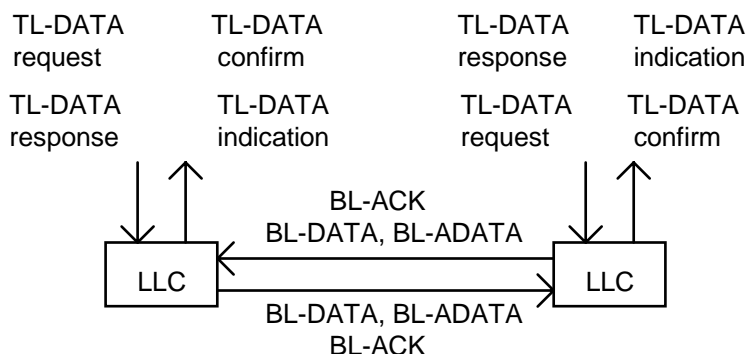 TL-DATA TL-DATA TL-DATA TL-DATA
request confirm response indication
TL-DATA TL-DATA TL-DATA TL-DATA
response indication request confirm
BL-ACK
BL-DATA, BL-ADATA
LLC LLC
BL-DATA, BL-ADATA
BL-ACK